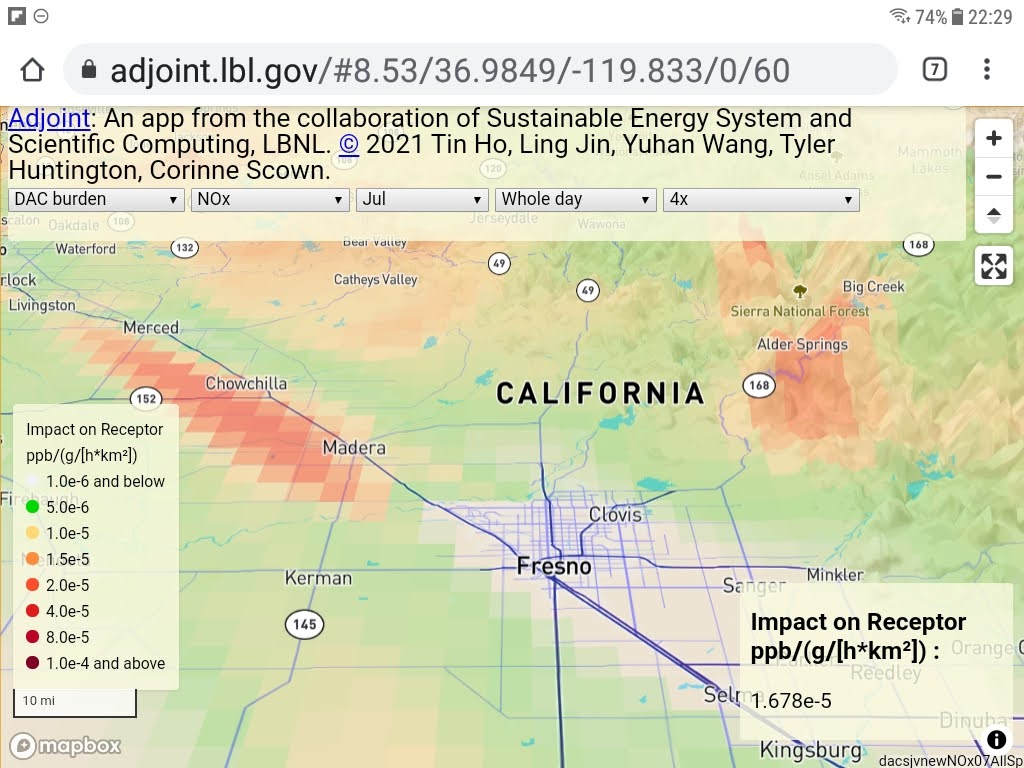 74% 22:29
adjoint.lbl.gov/#8.53/36.9849/-119.833/0/60
7
Adjoint: An app from the collaboration of Sustainable Energy System and
Scientific Computing, LBNL. © 2021 Tin Ho, Ling Jin, Yuhan Wang, Tyler
Huntington, Corinne Scown.
DAC burden NOx Jul Whole day 4x
Mammoth
Lakes
Ansel Adams
120
Oakdale 108 Jerseydale Wawona
Waterford 132 Bear Valley 49 168
Catheys Valley
Big Creek
Livingston 49 Sierra National Forest
Merced
Alder Springs
Chowchilla 168
CALIFORNIA
152
Madera
Impact on Receptor
ppb/(g/[h*km²])
1.0e-6 and below
5.0e-6
1.0e-5
1.5e-5
2.0e-5
4.0e-5
8.0e-5
1.0e-4 and above
Clovis
Fresno
Kerman
Sanger
Minkler
145
Impact on Receptor
ppb/(g/[h*km²]) :
Orange C
Reedley
1.678e-5
Selma
Dinuba
10 mi
mapbox
Kingsburg
dacsjvnewNOx07AllSp